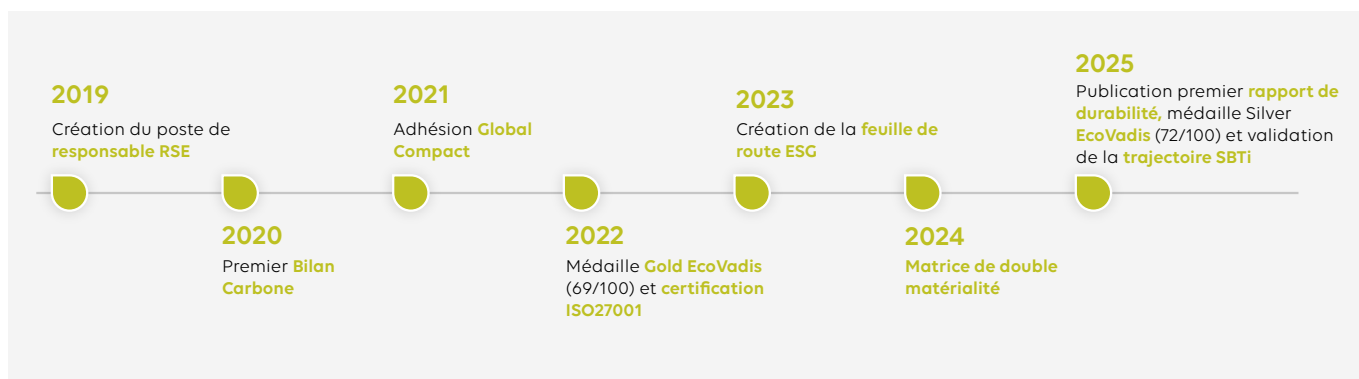 2019
Création du poste de
responsable RSE
2020
Premier Bilan
Carbone
2021
Adhésion Global
Compact
2022
Médaille Gold EcoVadis
(69/100) et certification
ISO27001
2023
Création de la feuille de
route ESG
2024
Matrice de double
matérialité
2025
Publication premier rapport de
durabilité, médaille Silver
EcoVadis (72/100) et validation
de la trajectoire SBTi